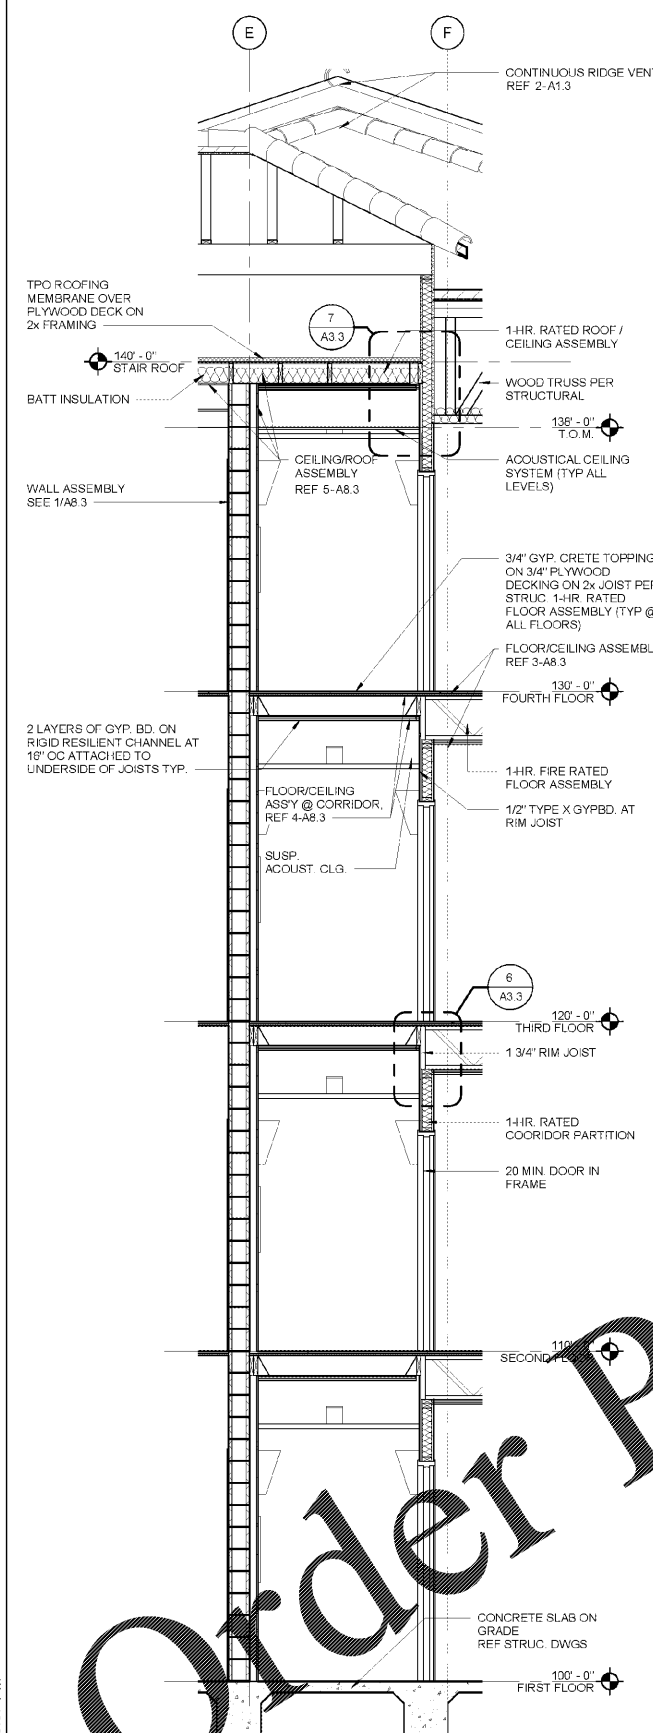 E
F
CONTINUOUS RIDGE VENT
REF 2-A1.3
TPO ROOFING
MEMBRANE OVER
PLYWOOD DECK ON
2x FRAMING
7
A3.3
1-HR. RATED ROOF /
CEILING ASSEMBLY
140' - 0"
STAIR ROOF
BATT INSULATION
WOOD TRUSS PER
STRUCTURAL
136' - 0"
T.O.M.
CEILING/ROOF
ASSEMBLY
REF 5-A8.3
ACOUSTICAL CEILING
SYSTEM (TYP ALL
LEVELS)
WALL ASSEMBLY
SEE 1/A8.3
3/4" GYP. CRETE TOPPING
ON 3/4" PLYWOOD
DECKING ON 2x JOIST PER
STRUC. 1-HR. RATED
FLOOR ASSEMBLY (TYP @
ALL FLOORS)
FLOOR/CEILING ASSEMBL
REF 3-A8.3
130' - 0"
FOURTH FLOOR
2 LAYERS OF GYP. BD. ON
RIGID RESILIENT CHANNEL AT
16" OC ATTACHED TO
UNDERSIDE OF JOISTS TYP.
1-HR. FIRE RATED
FLOOR ASSEMBLY
FLOOR/CEILING
ASS'Y @ CORRIDOR,
REF 4-A8.3
1/2" TYPE X GYPBD. AT
RIM JOIST
SUSP.
ACOUST. CLG.
6
A3.3
120' - 0"
THIRD FLOOR
1 3/4" RIM JOIST
1-HR. RATED
COORIDOR PARTITION
20 MIN. DOOR IN
FRAME
110' - 0"
SECOND FLOOR
Order P
CONCRETE SLAB ON
GRADE
REF STRUC. DWGS
100' - 0"
FIRST FLOOR